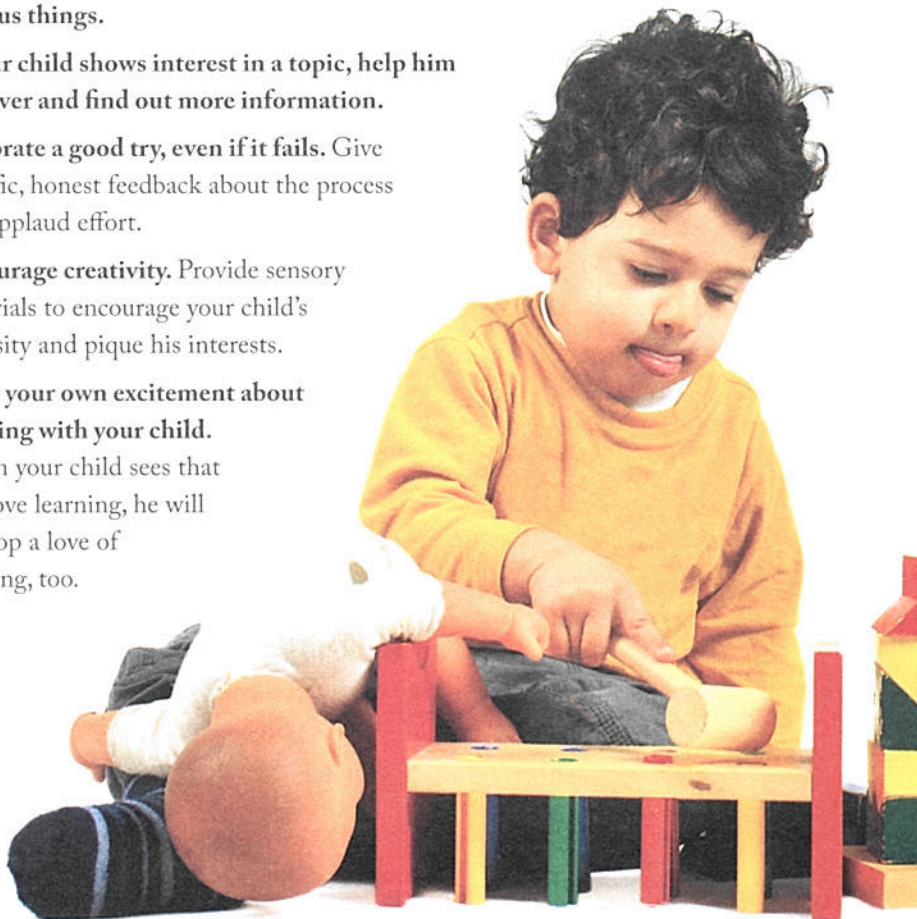 us things.
r child shows interest in a topic, help him
ver and find out more information.
rate a good try, even if it fails. Give
fic, honest feedback about the process
pplaud effort.
urage creativity. Provide sensory
rials to encourage your child’s
sity and pique his interests.
your own excitement about
ing with your child.
n your child sees that
ove learning, he will
op a love of
ng, too.